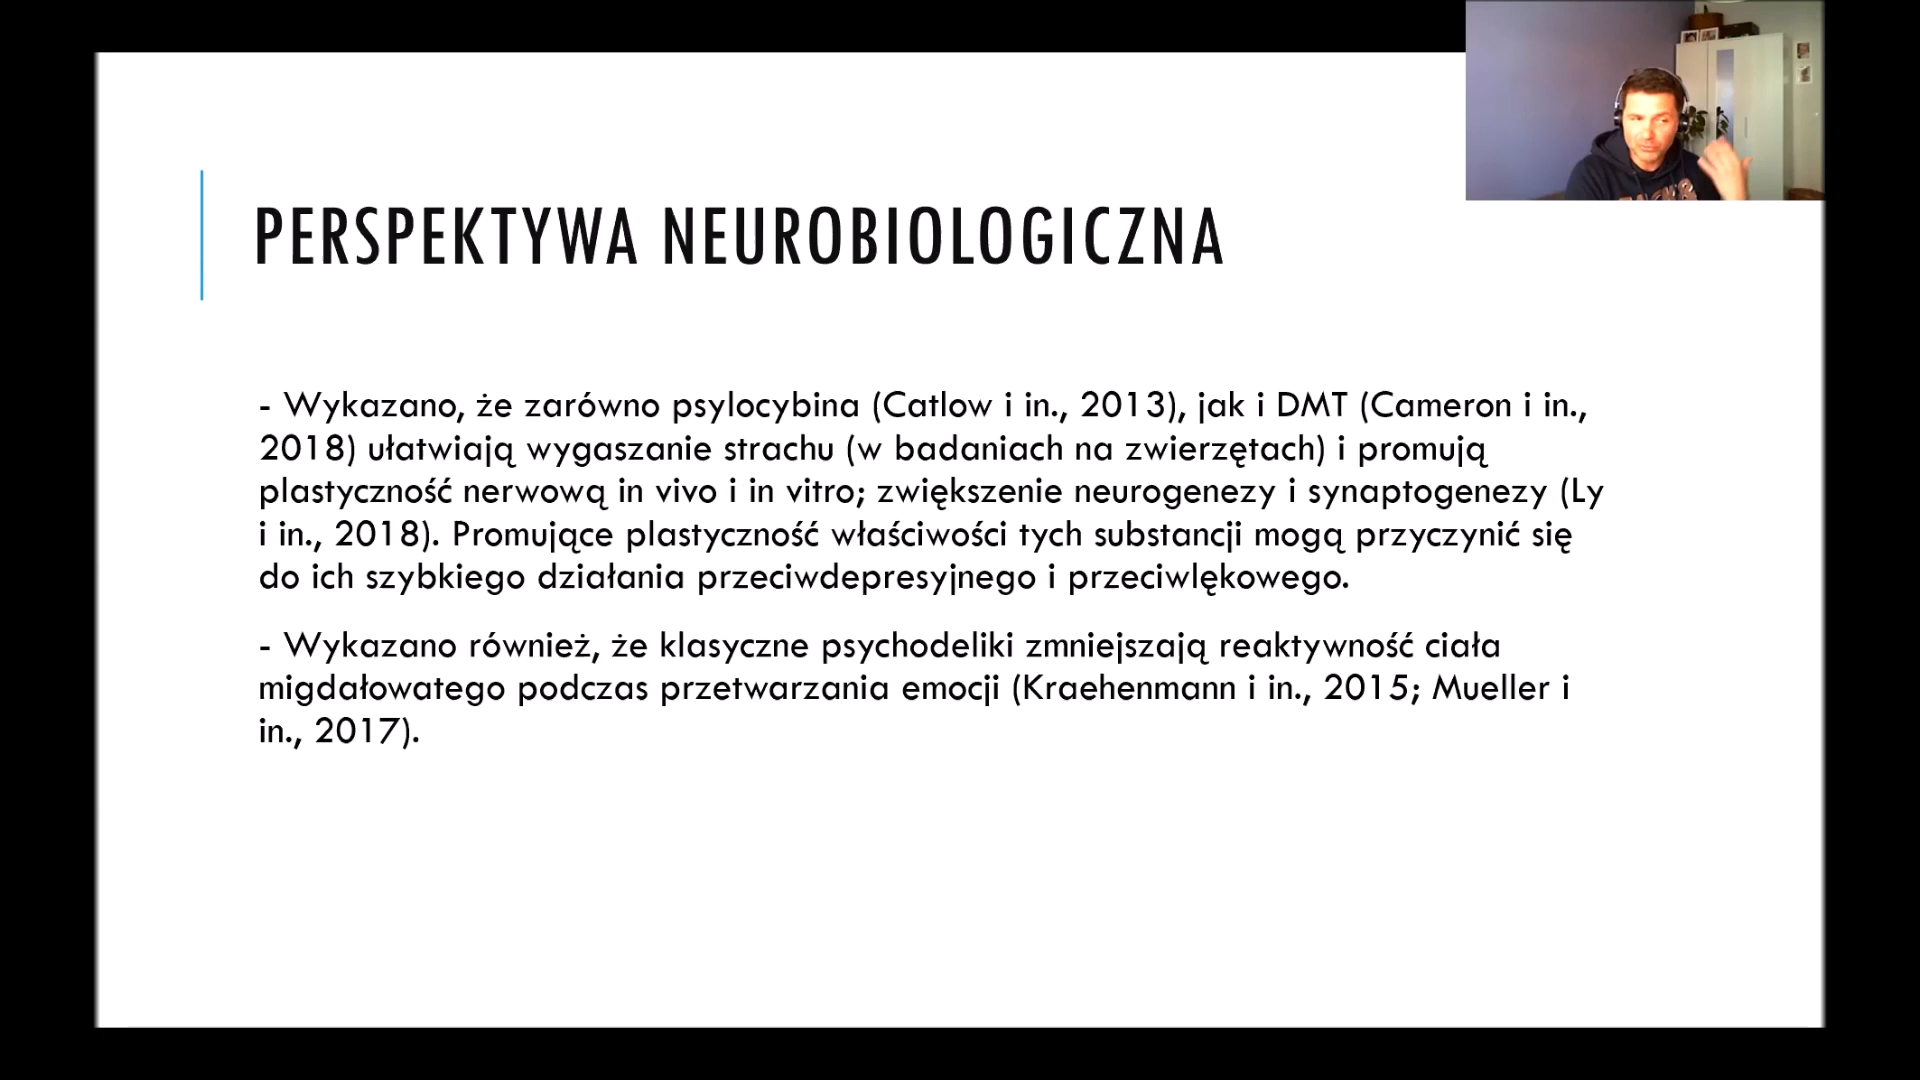 PERSPEKTYWA NEUROBIOLOGICZNA
- Wykazano, że zarówno psylocybina (Catlow i in., 2013), jak i DMT (Cameron i in.,
2018) ułatwiają wygaszanie strachu (w badaniach na zwierzętach) i promują
plastyczność nerwową in vivo i in vitro; zwiększenie neurogenezy i synaptogenezy (Ly
i in., 2018). Promujące plastyczność właściwości tych substancji mogą przyczynić się
do ich szybkiego działania przeciwdepresyjnego i przeciwlękowego.
- Wykazano również, że klasyczne psychodeliki zmniejszają reaktywność ciała
migdałowatego podczas przetwarzania emocji (Kraehenmann i in., 2015; Mueller i
in., 2017).